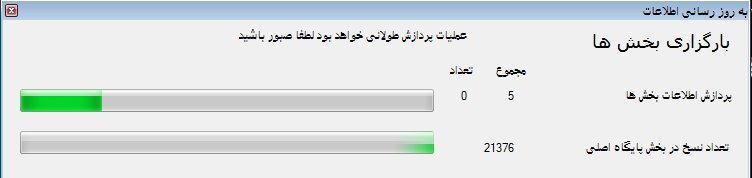 به روز رسانی اطلاعات
بارگزاری بخش ها
عملیات پردازش طولانی خواهد بود لطفا صبور باشید
مجموع تعداد
پردازش اطلاعات بخش ها 5 0
تعداد نسخ در بخش پایگاه اصلی 21376